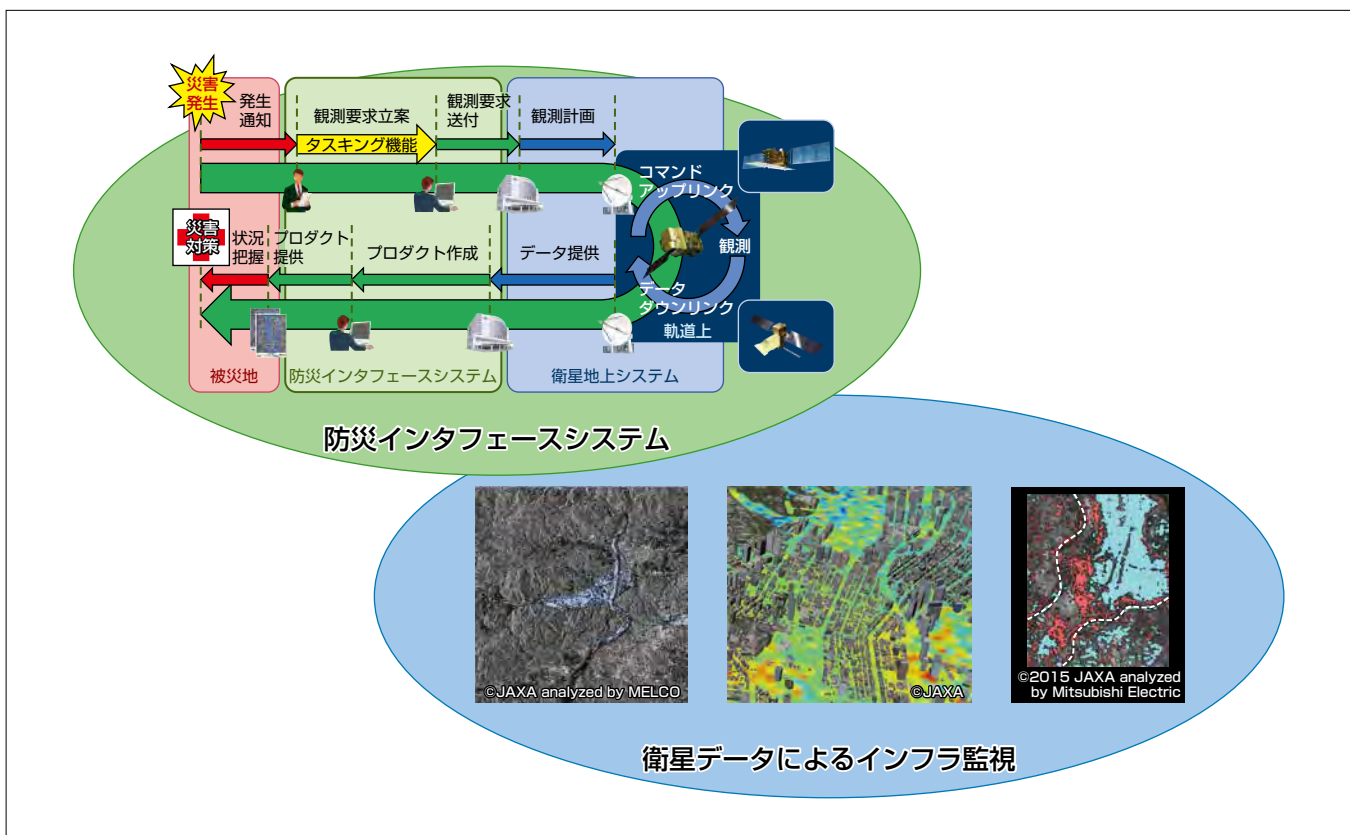 災害
発生
発生
通知
観測要求立案
タスキング機能
観測要求
送付
観測計画
コマンド
アップリンク
観測
データ
ダウンリンク
軌道上
災害
対策
状況
把握
プロダクト
提供
プロダクト作成
データ提供
被災地
防災インタフェースシステム
衛星地上システム
防災インタフェースシステム
©JAXA analyzed by MELCO
©JAXA
©2015 JAXA analyzed
by Mitsubishi Electric
衛星データによるインフラ監視